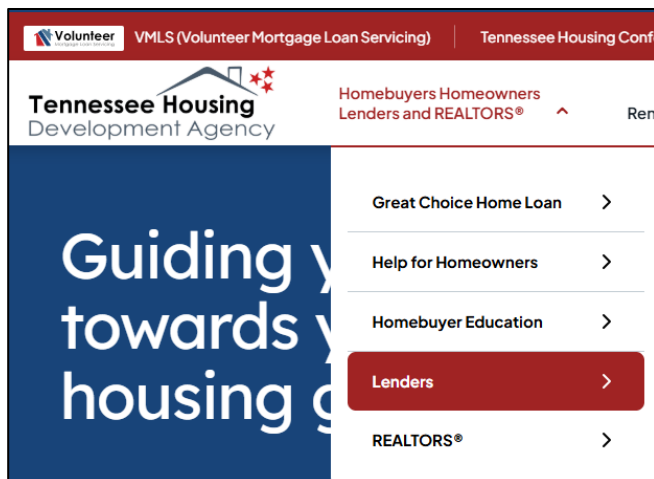 Volunteer
Mortgage Loan Servicing
VMLS (Volunteer Mortgage Loan Servicing)
Tennessee Housing Conf
Tennessee Housing
Development Agency
Homebuyers Homeowners
Lenders and REALTORS®
Ren
Guiding y
towards y
housing g
Great Choice Home Loan
Help for Homeowners
Homebuyer Education
Lenders
REALTORS®